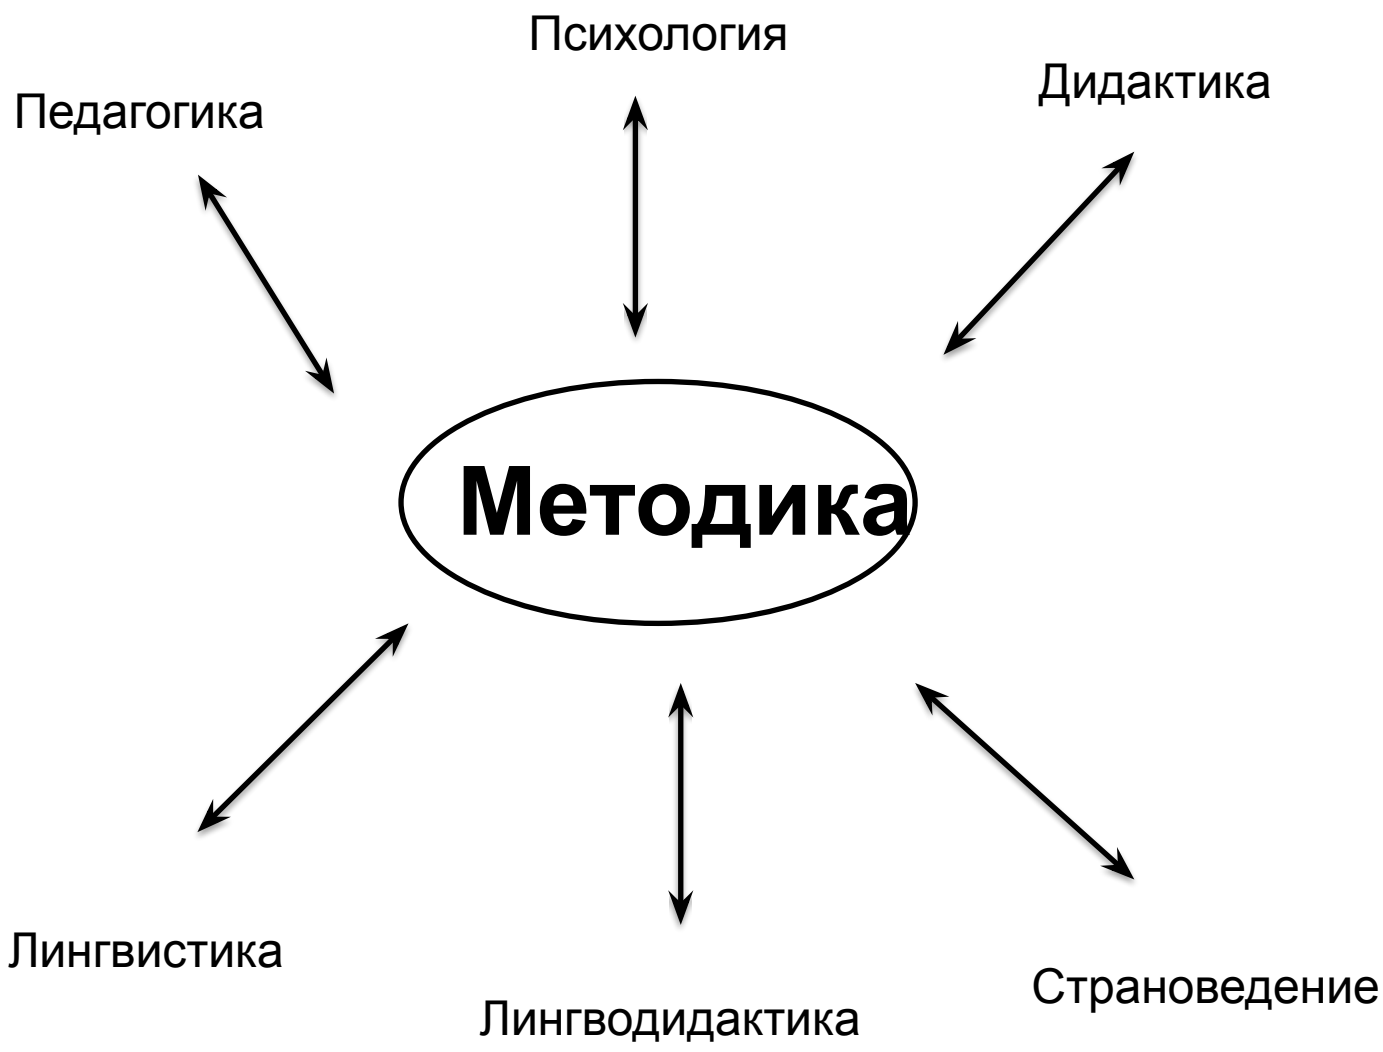 Психология
Дидактика
Педагогика
Методика
Лингвистика
Страноведение
Лингводидактика